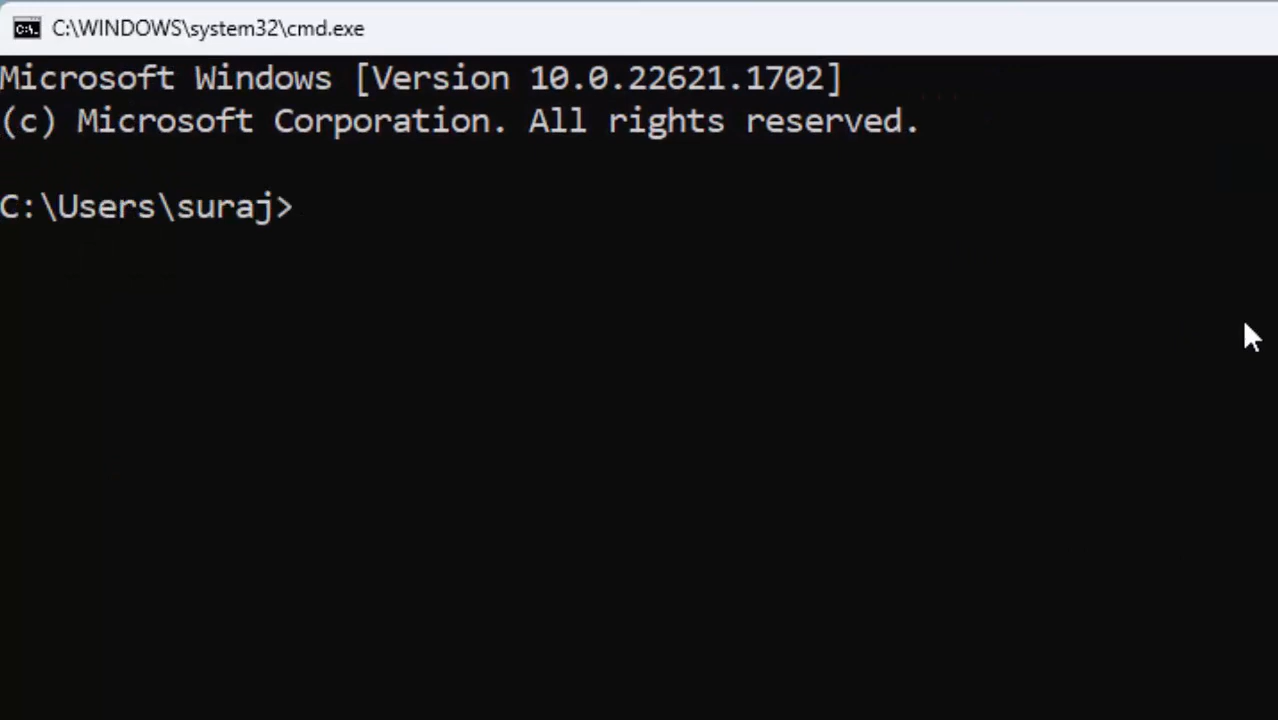 C:\WINDOWS\system32\cmd.exe
Microsoft Windows [Version 10.0.22621.1702]
(c) Microsoft Corporation. All rights reserved.
C:\Users\suraj>